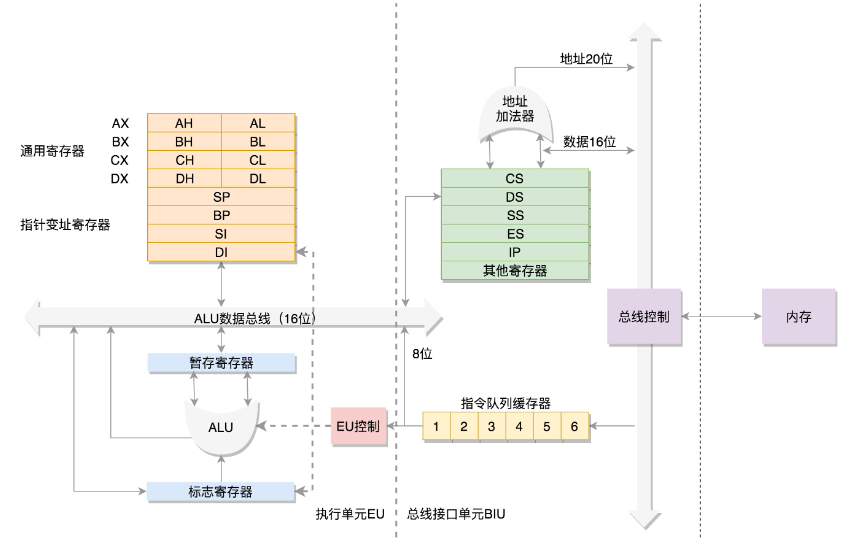 地址20位
地址
加法器
数据16位
AX AH AL
BX BH BL
通用寄存器
CX CH CL
DX DH DL
SP
BP
指针变址寄存器
SI
DI
CS
DS
SS
ES
IP
其他寄存器
ALU数据总线（16位）
总线控制
内存
暂存寄存器
8位
指令队列缓存器
ALU
EU控制
1 2 3 4 5 6
标志寄存器
执行单元EU
总线接口单元BIU